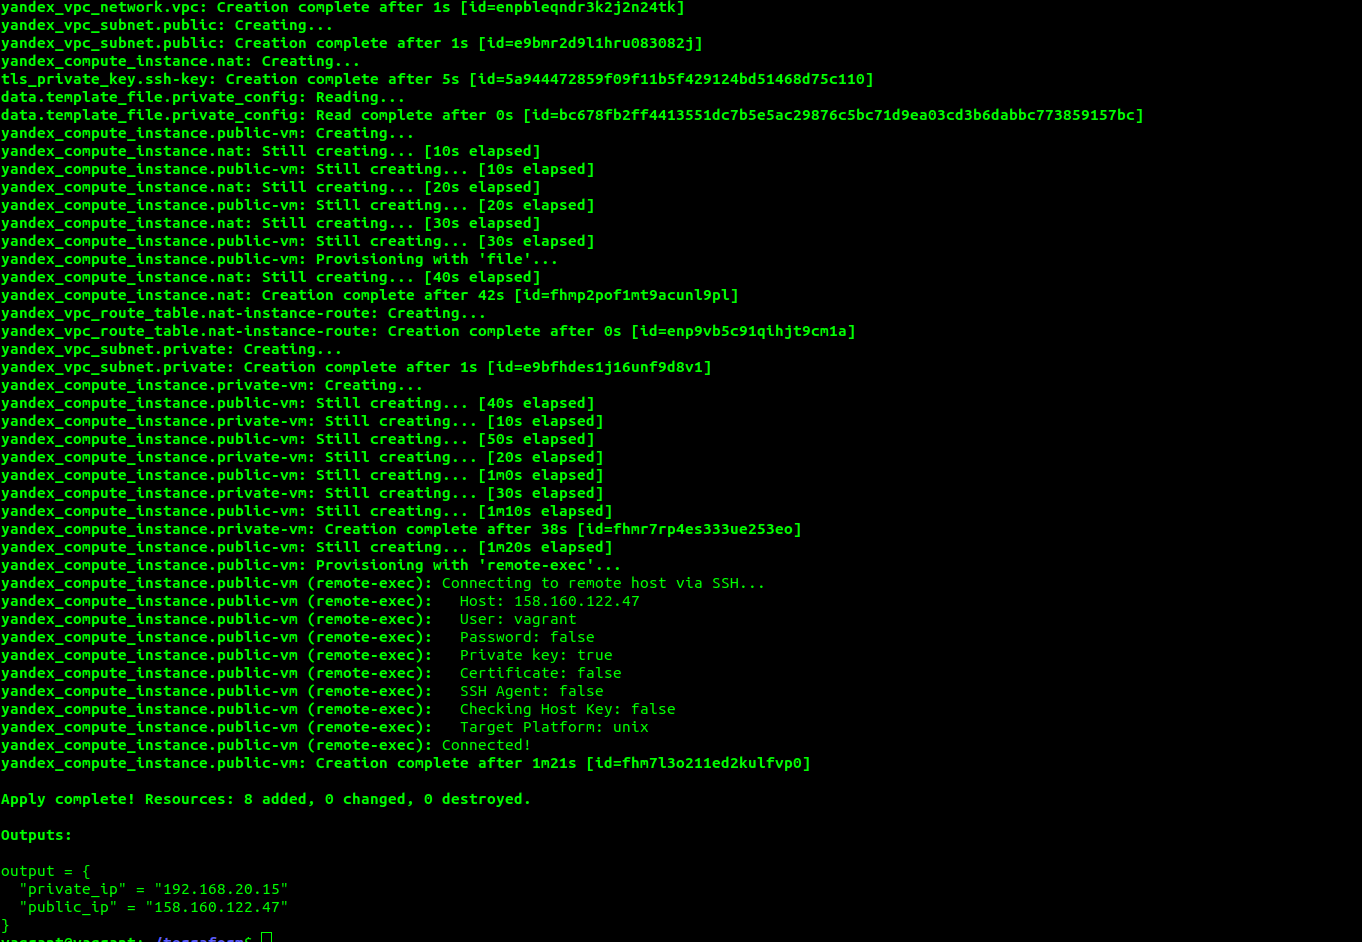 yandex_vpc_network.vpc: Creation complete after 1s [id=enpbleqndr3k2j2n24tk]
yandex_vpc_subnet.public: Creating...
yandex_vpc_subnet.public: Creation complete after 1s [id=e9bmr2d9l1hru083082j]
yandex_compute_instance.nat: Creating...
tls_private_key.ssh-key: Creation complete after 5s [id=5a944472859f09f11b5f429124bd51468d75c110]
data.template_file.private_config: Reading...
data.template_file.private_config: Read complete after 0s [id=bc678fb2ff4413551dc7b5e5ac29876c5bc71d9ea03cd3b6dabbc773859157bc]
yandex_compute_instance.public-vm: Creating...
yandex_compute_instance.nat: Still creating... [10s elapsed]
yandex_compute_instance.public-vm: Still creating... [10s elapsed]
yandex_compute_instance.nat: Still creating... [20s elapsed]
yandex_compute_instance.public-vm: Still creating... [20s elapsed]
yandex_compute_instance.nat: Still creating... [30s elapsed]
yandex_compute_instance.public-vm: Still creating... [30s elapsed]
yandex_compute_instance.public-vm: Provisioning with 'file'...
yandex_compute_instance.nat: Still creating... [40s elapsed]
yandex_compute_instance.nat: Creation complete after 42s [id=fhmp2pof1mt9acunl9pl]
yandex_vpc_route_table.nat-instance-route: Creating...
yandex_vpc_route_table.nat-instance-route: Creation complete after 0s [id=enp9vb5c91qihjt9cm1a]
yandex_vpc_subnet.private: Creating...
yandex_vpc_subnet.private: Creation complete after 1s [id=e9bfhdes1j16unf9d8v1]
yandex_compute_instance.private-vm: Creating...
yandex_compute_instance.public-vm: Still creating... [40s elapsed]
yandex_compute_instance.private-vm: Still creating... [10s elapsed]
yandex_compute_instance.public-vm: Still creating... [50s elapsed]
yandex_compute_instance.private-vm: Still creating... [20s elapsed]
yandex_compute_instance.public-vm: Still creating... [1m0s elapsed]
yandex_compute_instance.private-vm: Still creating... [30s elapsed]
yandex_compute_instance.public-vm: Still creating... [1m10s elapsed]
yandex_compute_instance.private-vm: Creation complete after 38s [id=fhmr7rp4es333ue253eo]
yandex_compute_instance.public-vm: Still creating... [1m20s elapsed]
yandex_compute_instance.public-vm: Provisioning with 'remote-exec'...
yandex_compute_instance.public-vm (remote-exec): Connecting to remote host via SSH...
yandex_compute_instance.public-vm (remote-exec):   Host: 158.160.122.47
yandex_compute_instance.public-vm (remote-exec):   User: vagrant
yandex_compute_instance.public-vm (remote-exec):   Password: false
yandex_compute_instance.public-vm (remote-exec):   Private key: true
yandex_compute_instance.public-vm (remote-exec):   Certificate: false
yandex_compute_instance.public-vm (remote-exec):   SSH Agent: false
yandex_compute_instance.public-vm (remote-exec):   Checking Host Key: false
yandex_compute_instance.public-vm (remote-exec):   Target Platform: unix
yandex_compute_instance.public-vm (remote-exec): Connected!
yandex_compute_instance.public-vm: Creation complete after 1m21s [id=fhm7l3o211ed2kulfvp0]
Apply complete! Resources: 8 added, 0 changed, 0 destroyed.
Outputs:
output = {
  "private_ip" = "192.168.20.15"
  "public_ip" = "158.160.122.47"
}
vagrant@vagrant:~/terraform$